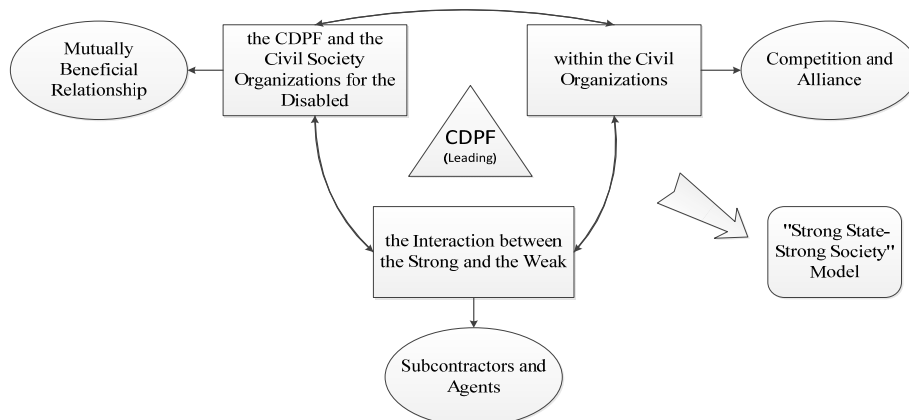 Mutually
Beneficial
Relationship
the CDPF and the
Civil Society
Organizations for the
Disabled
within the Civil
Organizations
Competition and
Alliance
CDPF
(Leading)
the Interaction between
the Strong and the Weak
"Strong State-
Strong Society"
Model
Subcontractors and
Agents